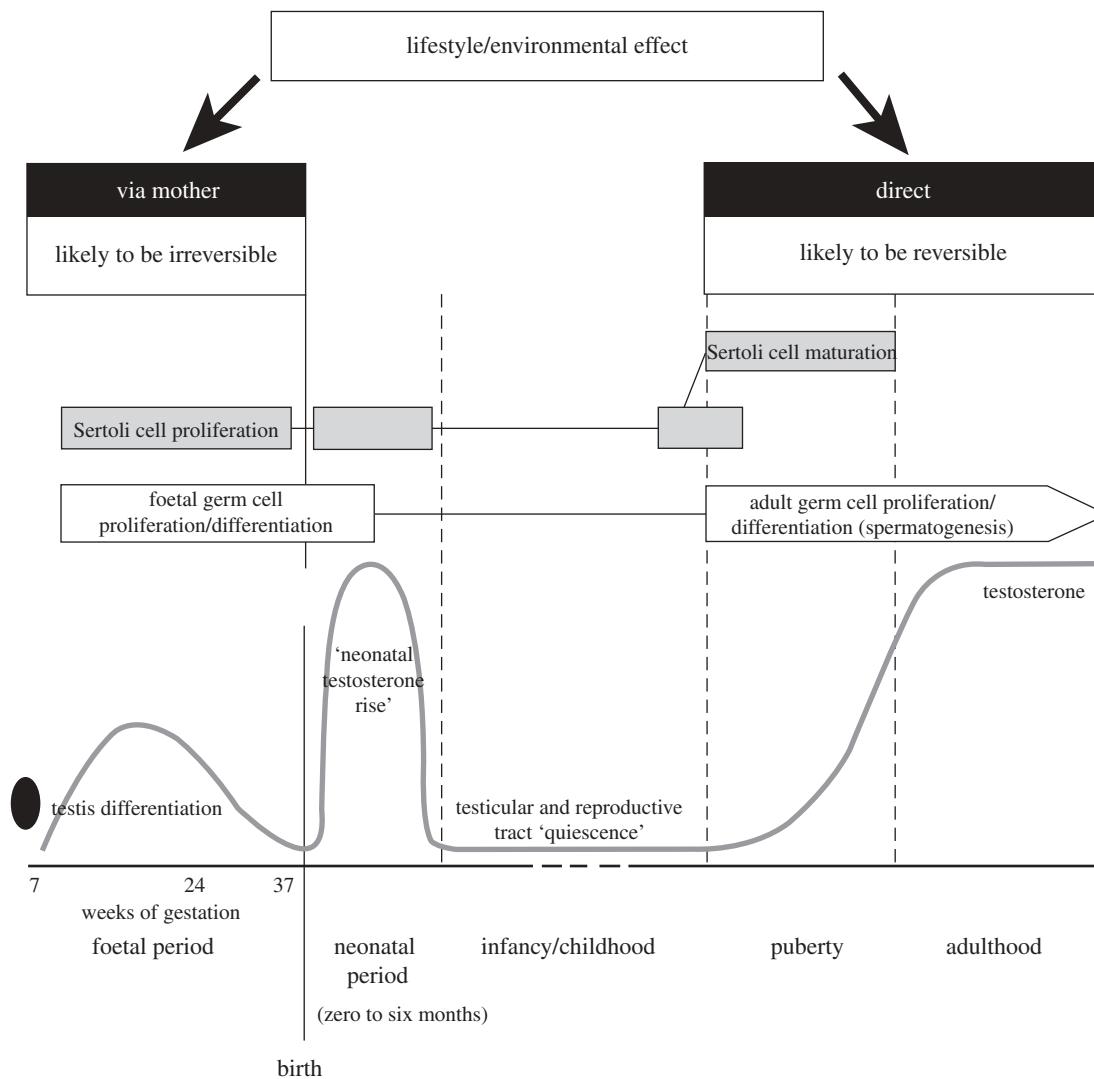 lifestyle/environmental effect
via mother
direct
likely to be irreversible
likely to be reversible
Sertoli cell maturation
Sertoli cell proliferation
foetal germ cell
proliferation/differentiation
adult germ cell proliferation/
differentiation (spermatogenesis)
testosterone
‘neonatal
testosterone
rise’
testis differentiation
testicular and reproductive
tract ‘quiescence’
7
24
37
weeks of gestation
foetal period
neonatal
period
(zero to six months)
infancy/childhood
puberty
adulthood
birth